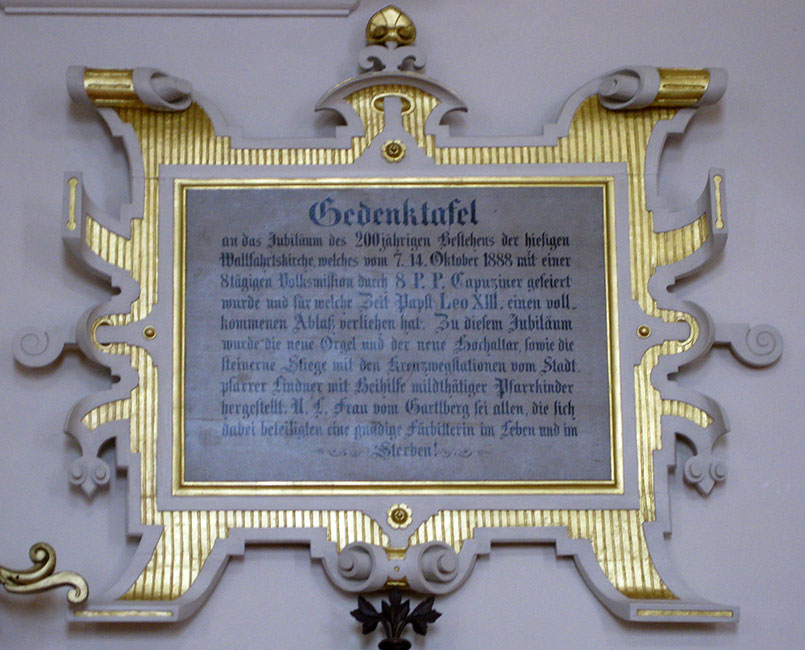 Gedenktafel
an das Jubiläum des 200jährigen Bestehens der hiesigen
Wallfahrtskirche, welches vom 7. 14. Oktober 1888 mit einer
8tägigen Volksmission durch 8 P. P. Capuziner gefeiert
wurde und für welche Zeit Papst Leo XIII. einen voll-
kommenen Ablaß verliehen hat. Zu diesem Jubiläum
wurde die neue Orgel und der neue Hochaltar, sowie die
steinerne Stiege mit den Kreuzwegstationen vom Stadt-
pfarrer Lindner mit Beihilfe mildthätiger Pfarrkinder
hergestellt. U. L. Frau vom Gartlberg sei allen, die sich
dabei beteiligten eine gnädige Fürbitterin im Leben und im
Sterben!